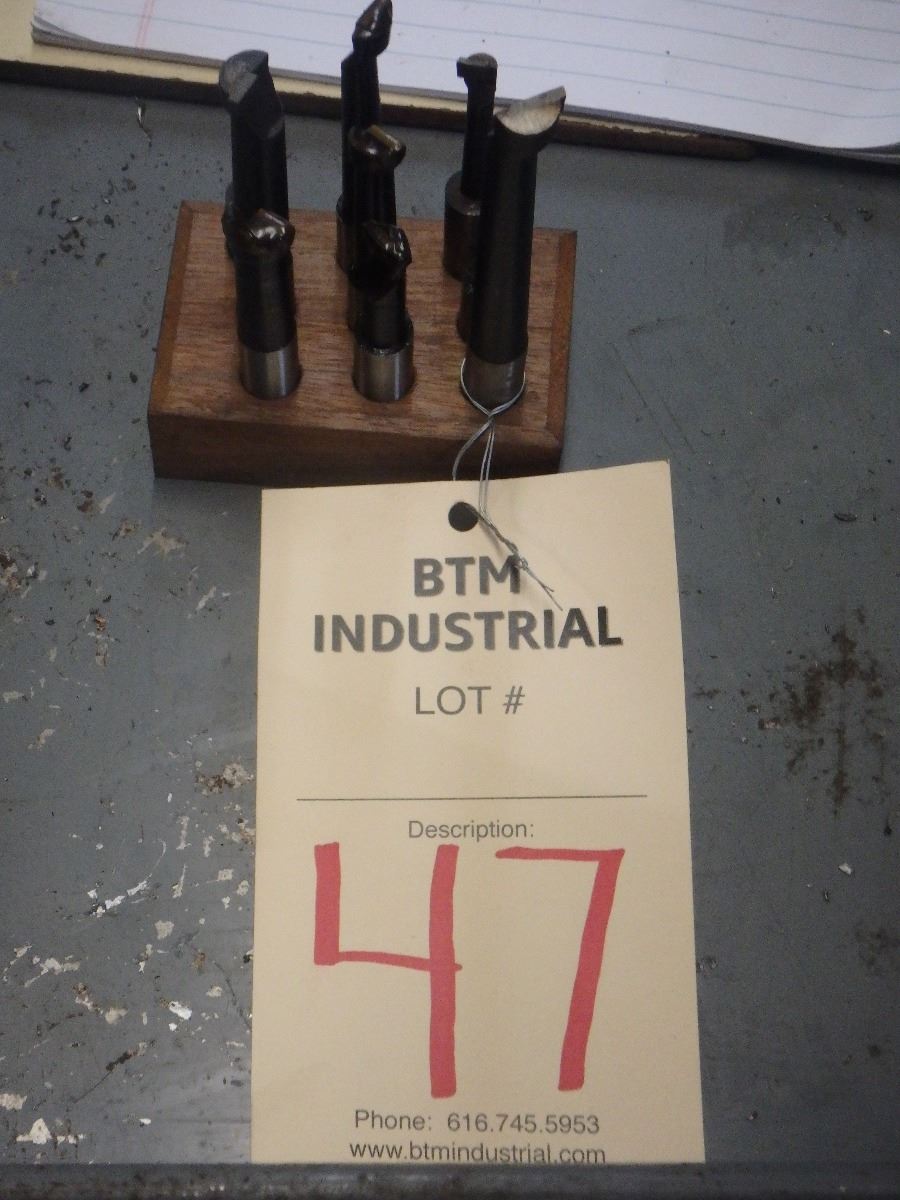 BTM
INDUSTRIAL
LOT #
Description:
47
Phone: 616.745.5953
www.btmindustrial.com